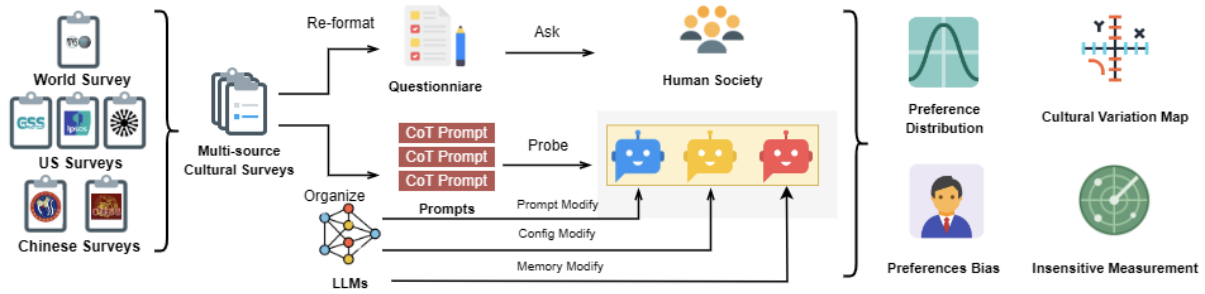 World Survey
GSS
Ipsos
US Surveys
Chinese Surveys
Multi-source
Cultural Surveys
Re-format
Questionniare
Ask
Human Society
CoT Prompt
CoT Prompt
CoT Prompt
Probe
Organize
Prompts
LLMs
Prompt Modify
Config Modify
Memory Modify
Preference
Distribution
Y
X
Cultural Variation Map
Preferences Bias
Insensitive Measurement